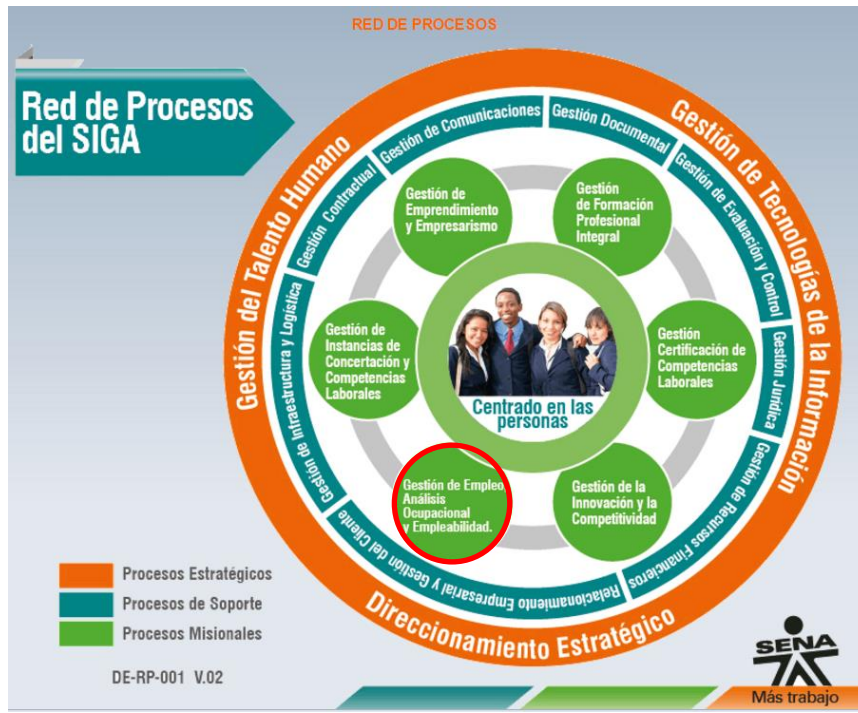 RED DE PROCESOS
Red de Procesos
del SIGA
Gestión del Talento Humano
Gestión de Tecnologías de la Información
Direccionamiento Estratégico
Gestión de Comunicaciones
Gestión Documental
Gestión de Evaluación y Control
Gestión Jurídica
Gestión de Recursos Financieros
Relacionamiento Empresarial y Gestión del Cliente
Gestión de Infraestructura y Logística
Gestión Contractual
Gestión de
Emprendimiento
y Empresarismo
Gestión
de Formación
Profesional
Integral
Gestión de
Instancias de
Concertación y
Competencias
Laborales
Gestión
Certificación de
Competencias
Laborales
Centrado en las
personas
Gestión de Empleo
Análisis
Ocupacional
y Empleabilidad.
Gestión de la
Innovación y la
Competitividad
Procesos Estratégicos
Procesos de Soporte
Procesos Misionales
DE-RP-001 V.02
SENA
Más trabajo